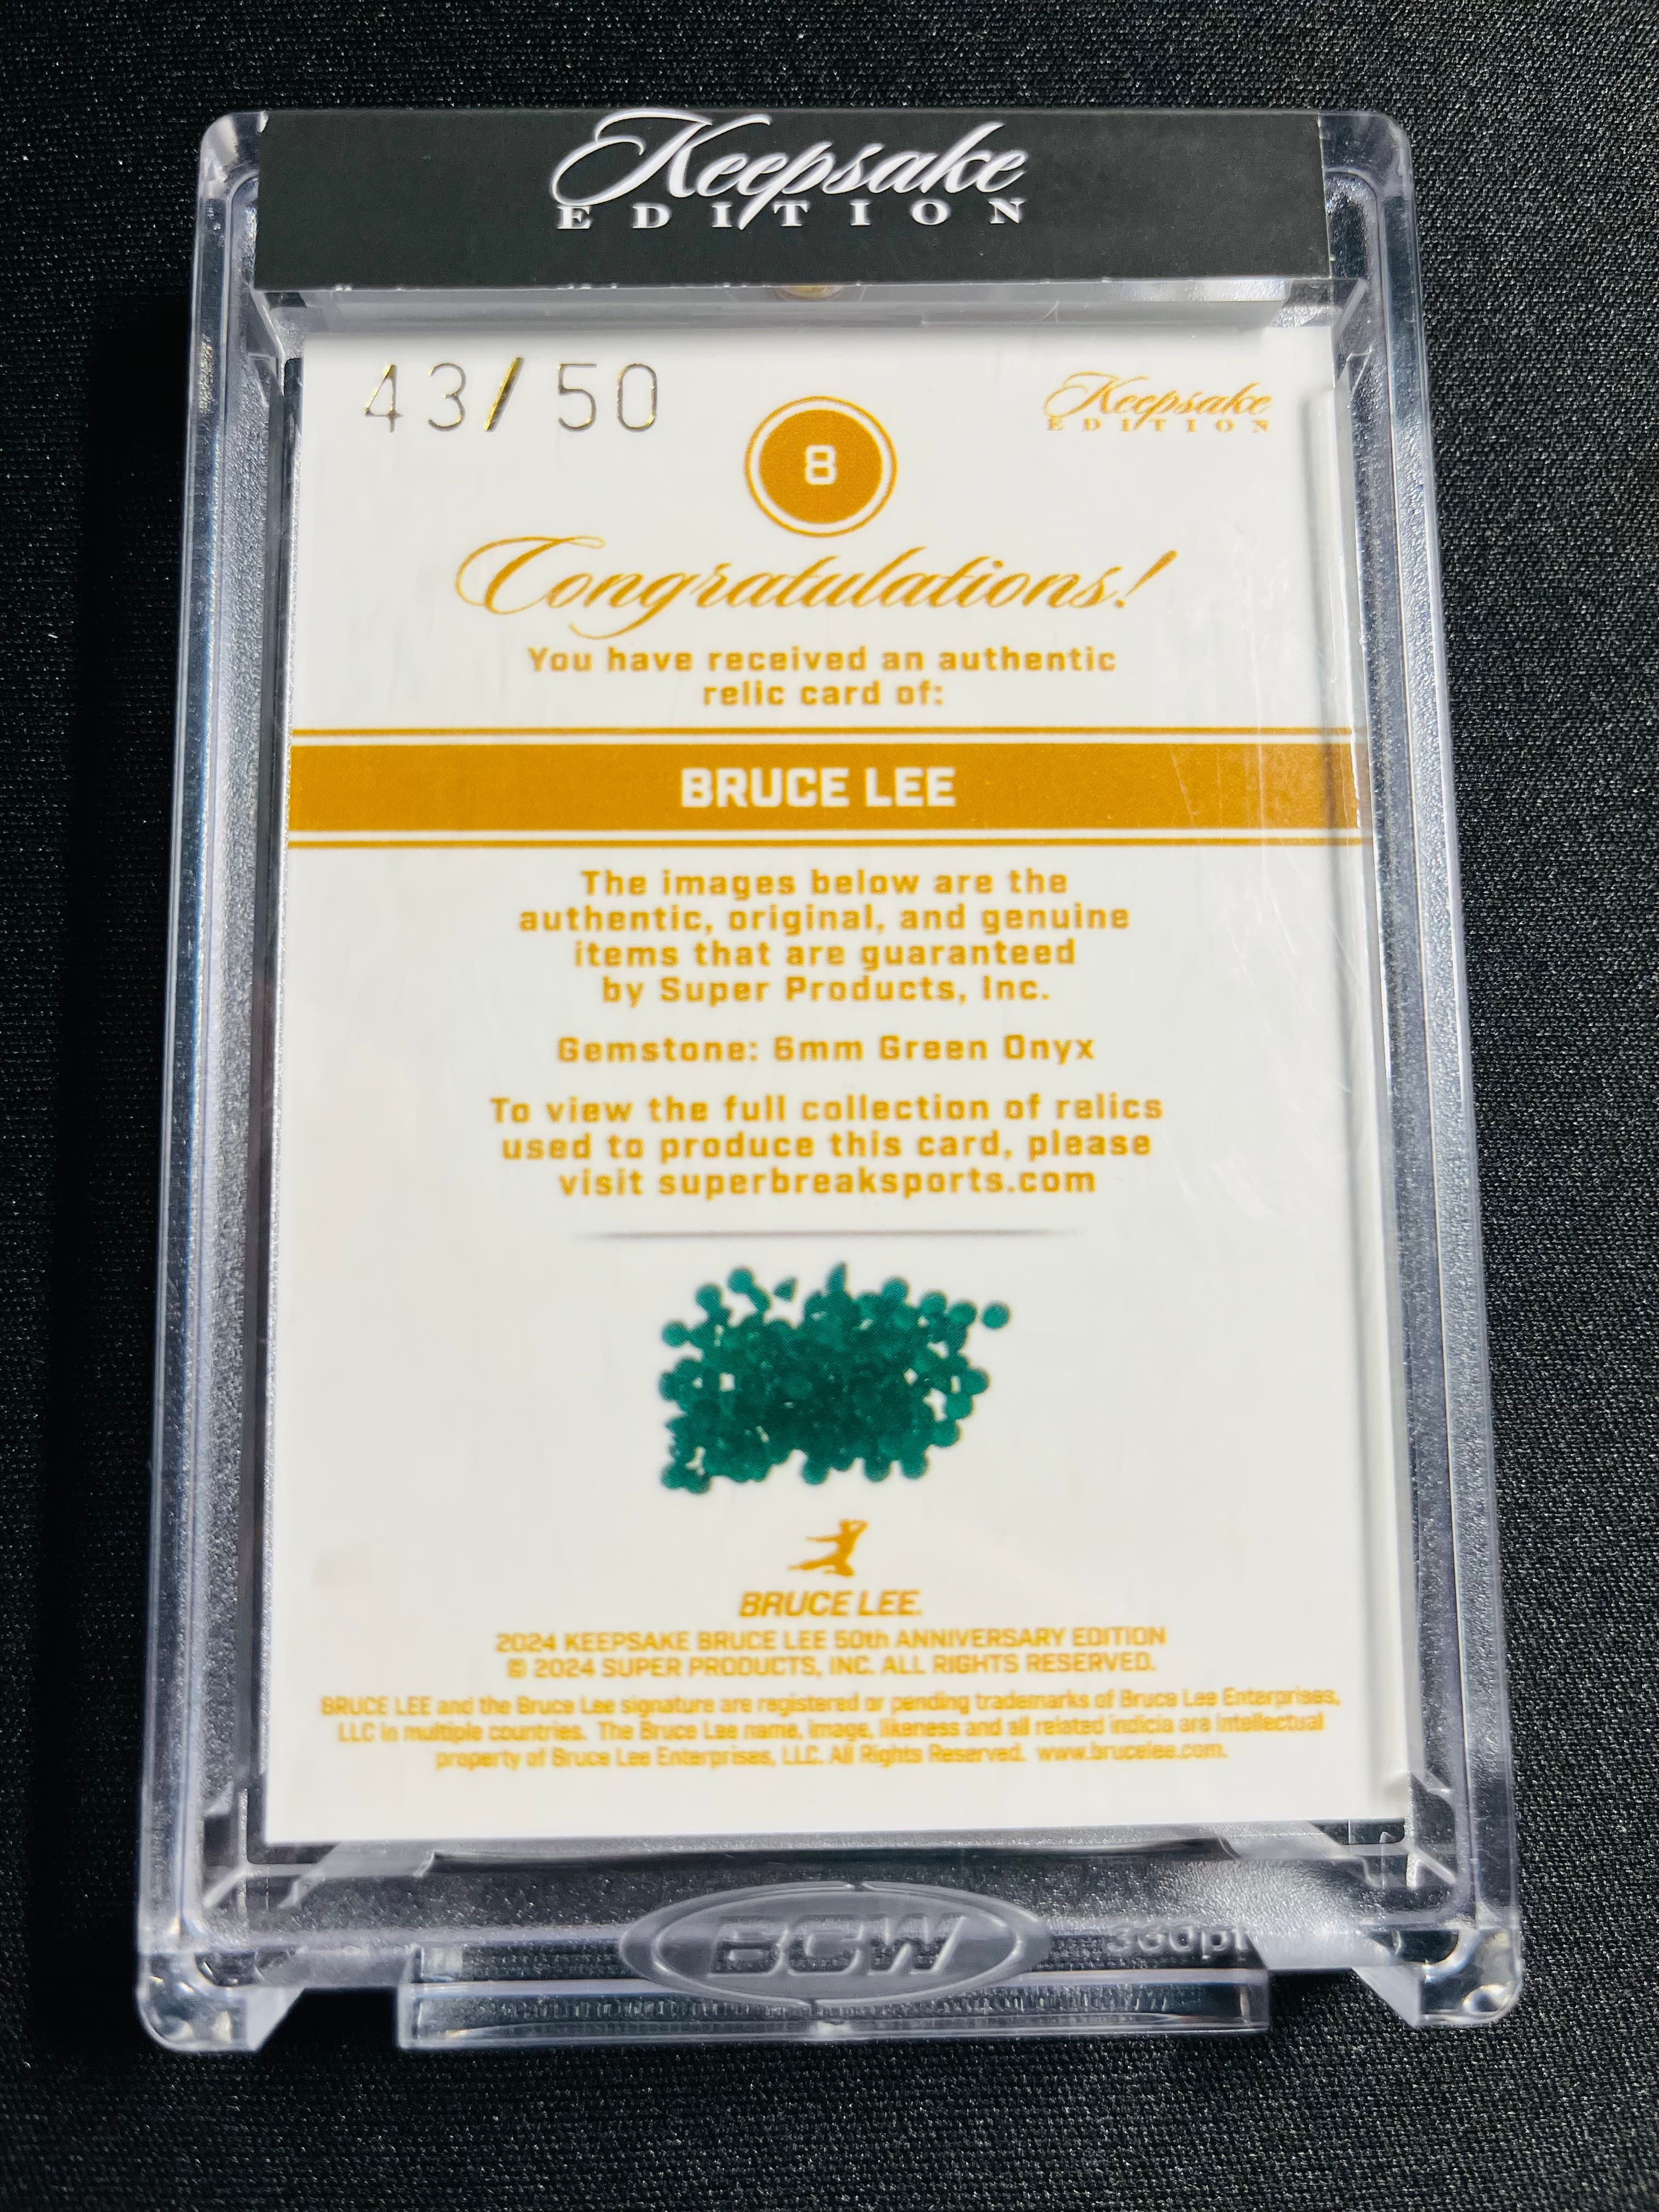 Keepsake
EDITION
43/50
Keepsake
EDITION
8
Congratulations!
You have received an authentic
relic card of:
BRUCE LEE
The images below are the
authentic, original, and genuine
items that are guaranteed
by Super Products, Inc.
Gemstone: 6mm Green Onyx
To view the full collection of relics
used to produce this card, please
visit superbreaksports.com
BRUCE LEE.
2024 KEEPSAKE BRUCE LEE 50th ANNIVERSARY EDITION
© 2024 SUPER PRODUCTS, INC. ALL RIGHTS RESERVED.
BRUCE LEE and the Bruce Lee signature are registered or pending trademarks of Bruce Lee Enterprises,
LLC in multiple countries. The Bruce Lee name, image, likeness and all related indicia are intellectual
property of Bruce Lee Enterprises, LLC. All Rights Reserved. www.brucelee.com.
BCW
360pt